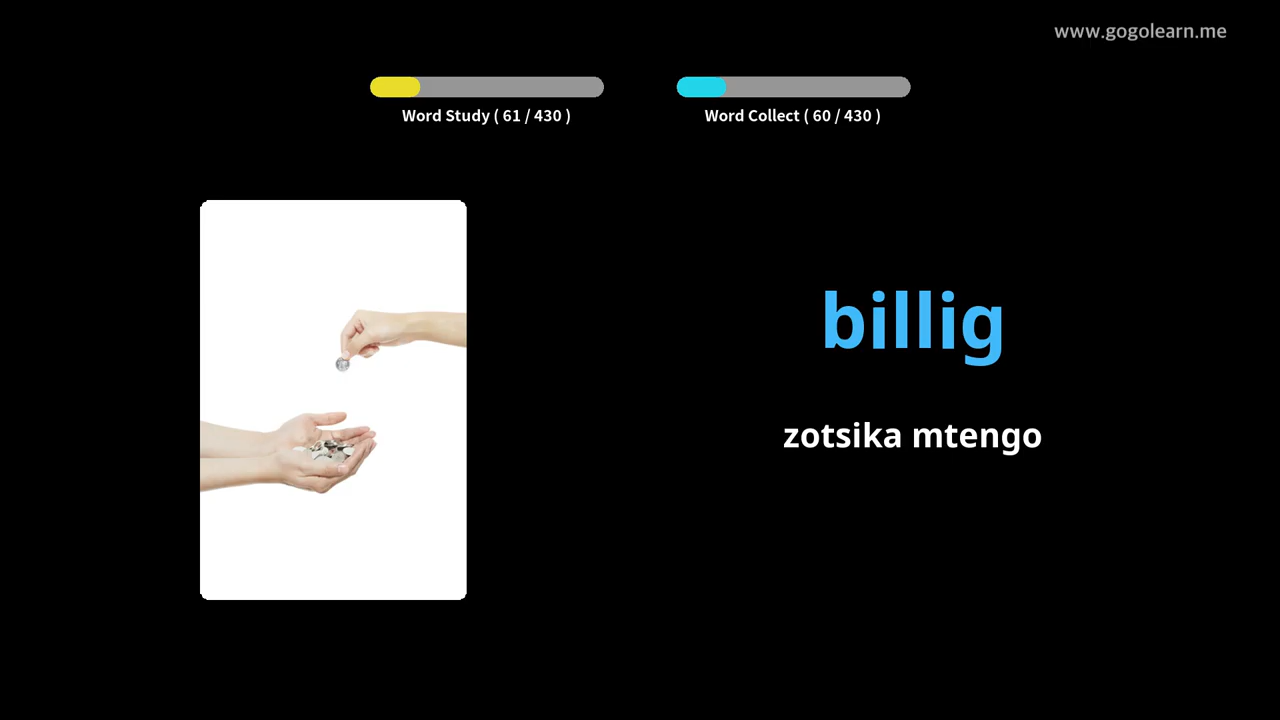 www.gogolearn.me
Word Study ( 61 / 430 )
Word Collect ( 60 / 430 )
billig
zotsika mtengo